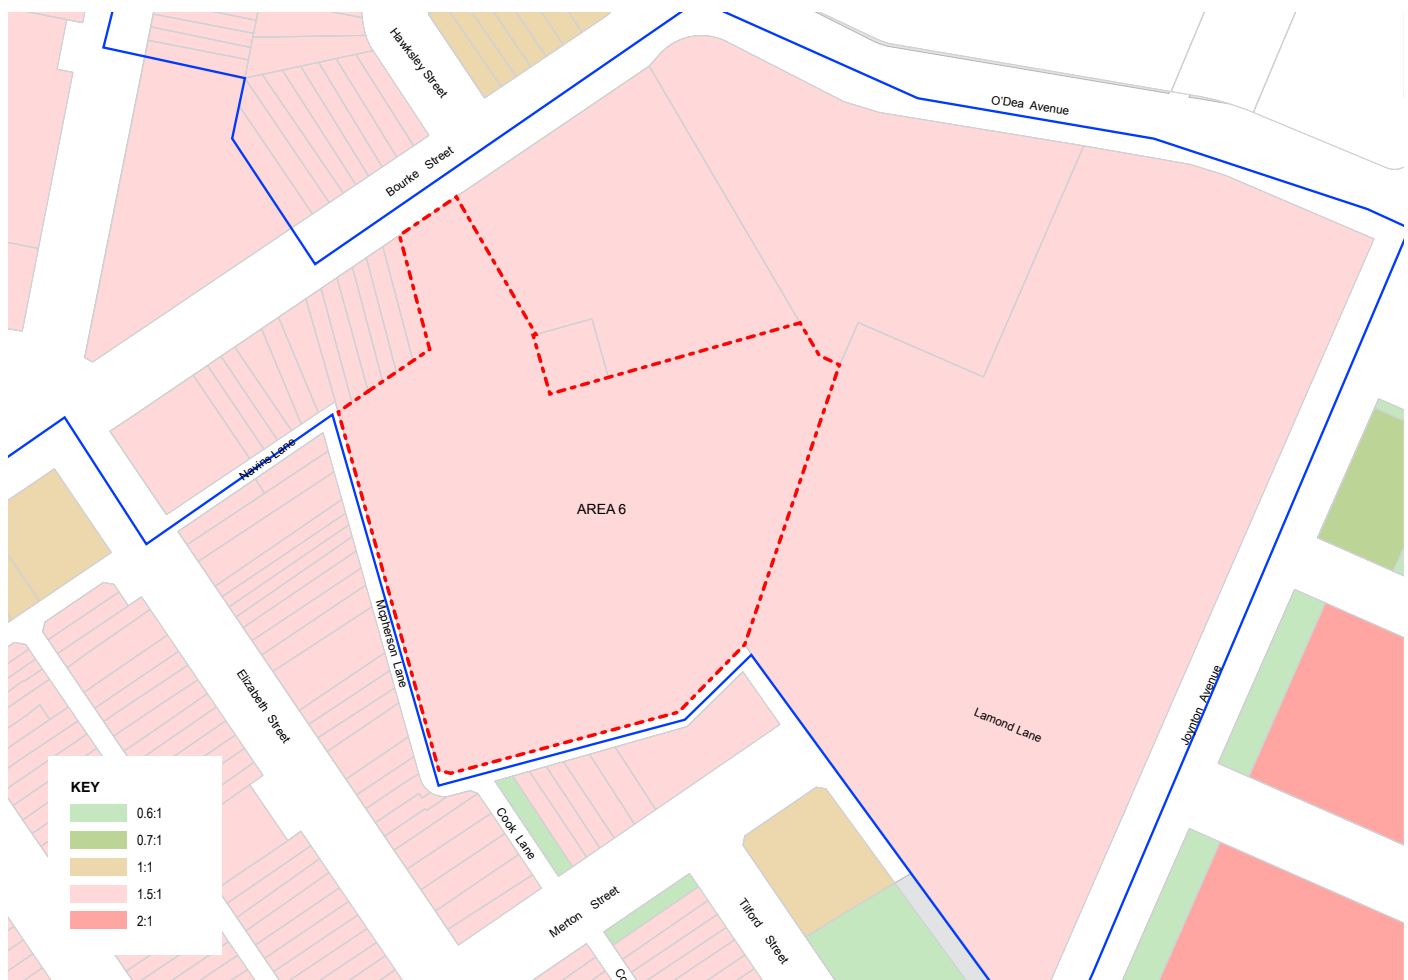 Hawksley Street
O'Dea Avenue
Bourke Street
Navins Lane
AREA 6
Mcpherson Lane
Elizabeth Street
Joynton Avenue
Lamond Lane
KEY
0.6:1
0.7:1
1:1
1.5:1
2:1
Cook Lane
Merton Street
Tilford Street
Co